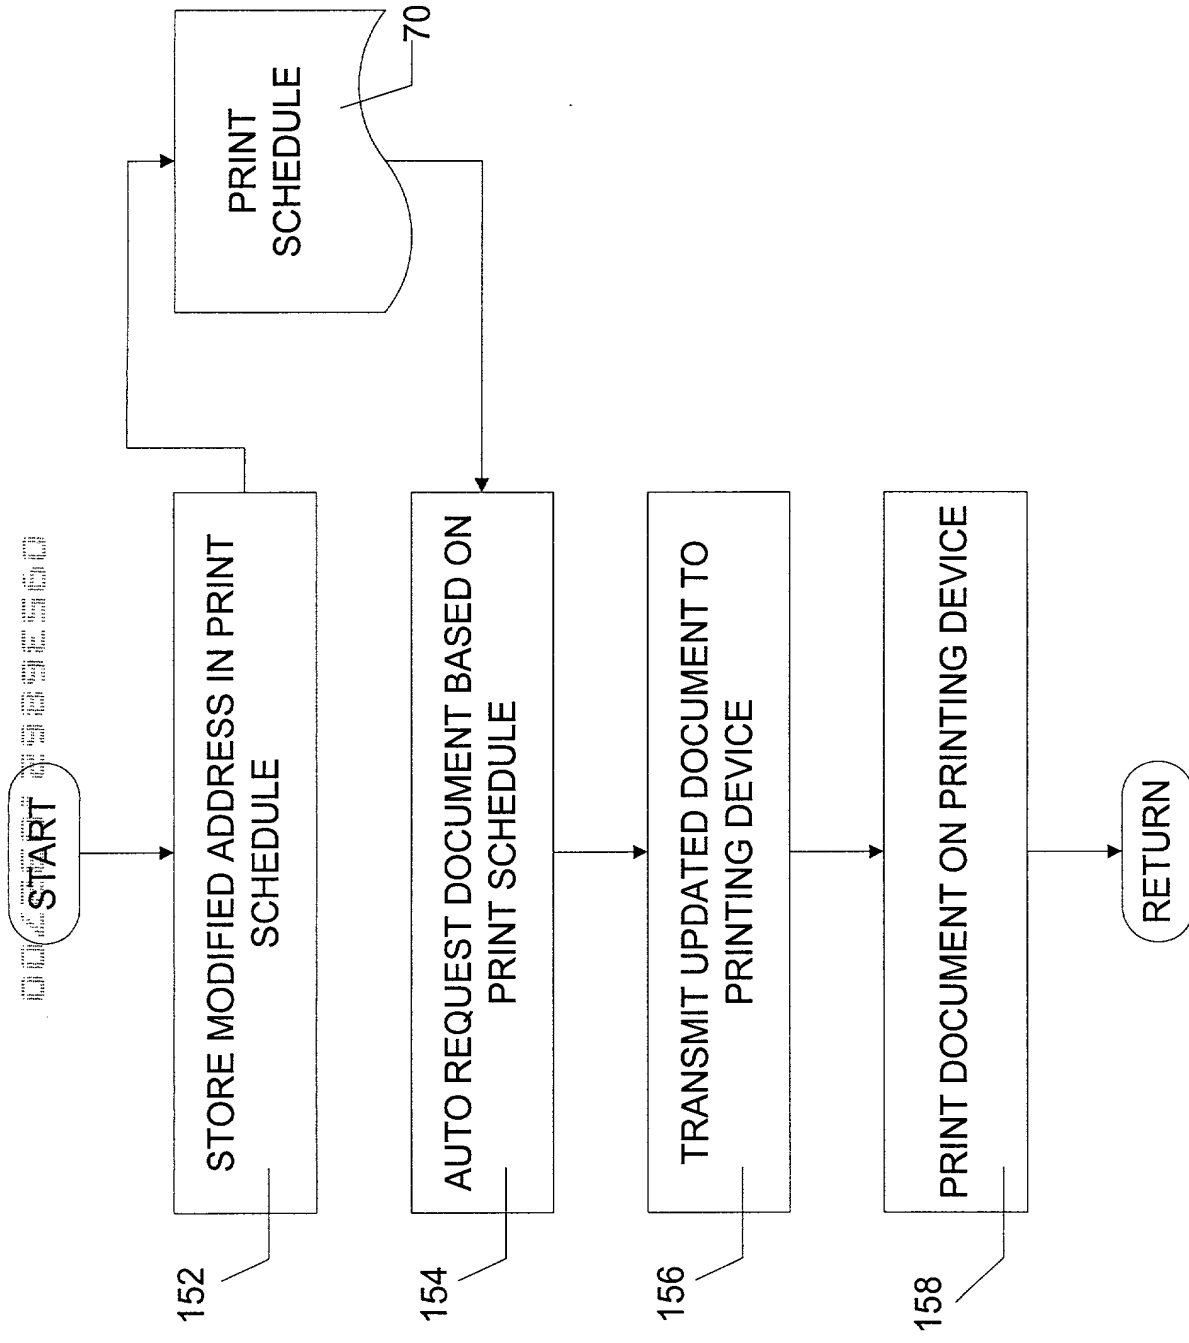 START
152
STORE MODIFIED ADDRESS IN PRINT
SCHEDULE
PRINT
SCHEDULE
70
154
AUTO REQUEST DOCUMENT BASED ON
PRINT SCHEDULE
156
TRANSMIT UPDATED DOCUMENT TO
PRINTING DEVICE
158
PRINT DOCUMENT ON PRINTING DEVICE
RETURN